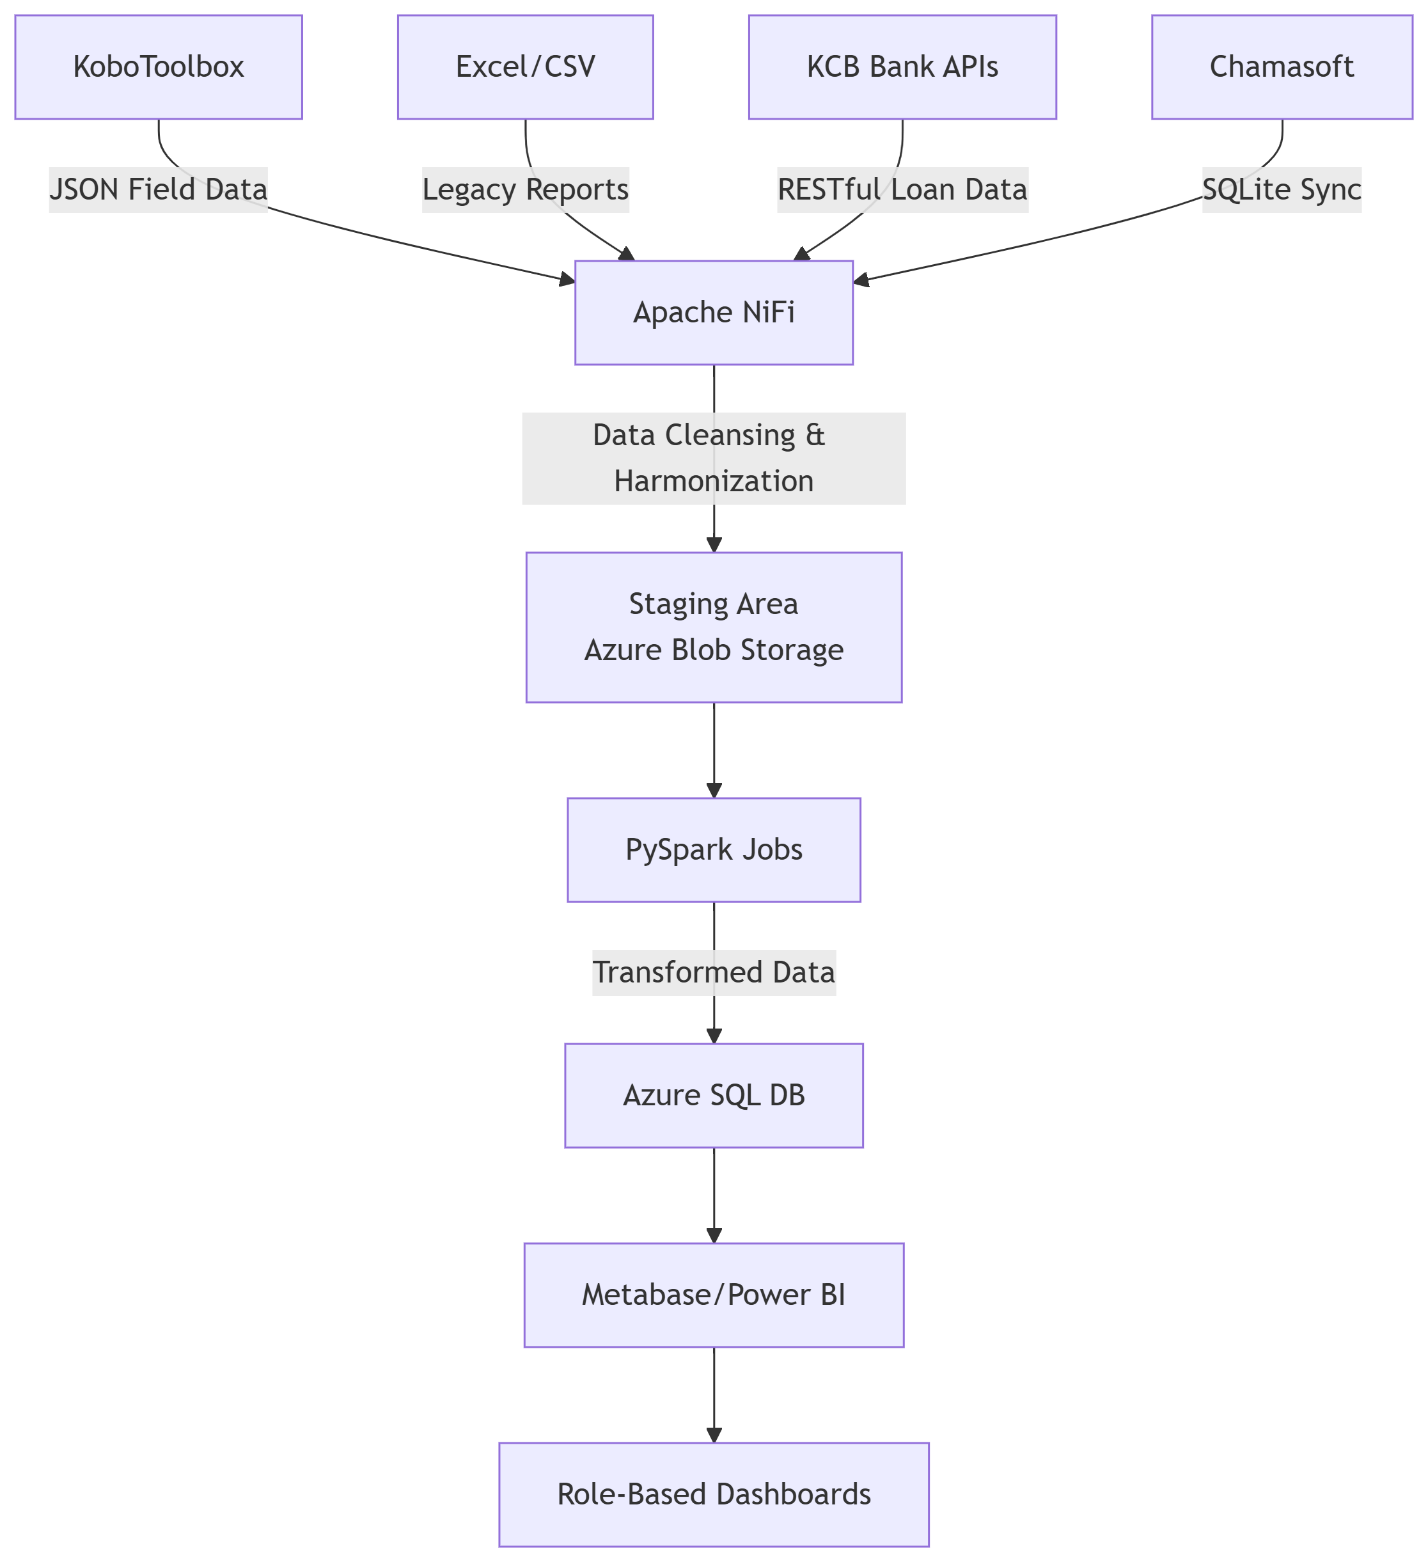 KoboToolbox
Excel/CSV
KCB Bank APIs
Chamasoft
JSON Field Data
Legacy Reports
RESTful Loan Data
SQLite Sync
Apache NiFi
Data Cleansing &
Harmonization
Staging Area
Azure Blob Storage
PySpark Jobs
Transformed Data
Azure SQL DB
Metabase/Power BI
Role-Based Dashboards